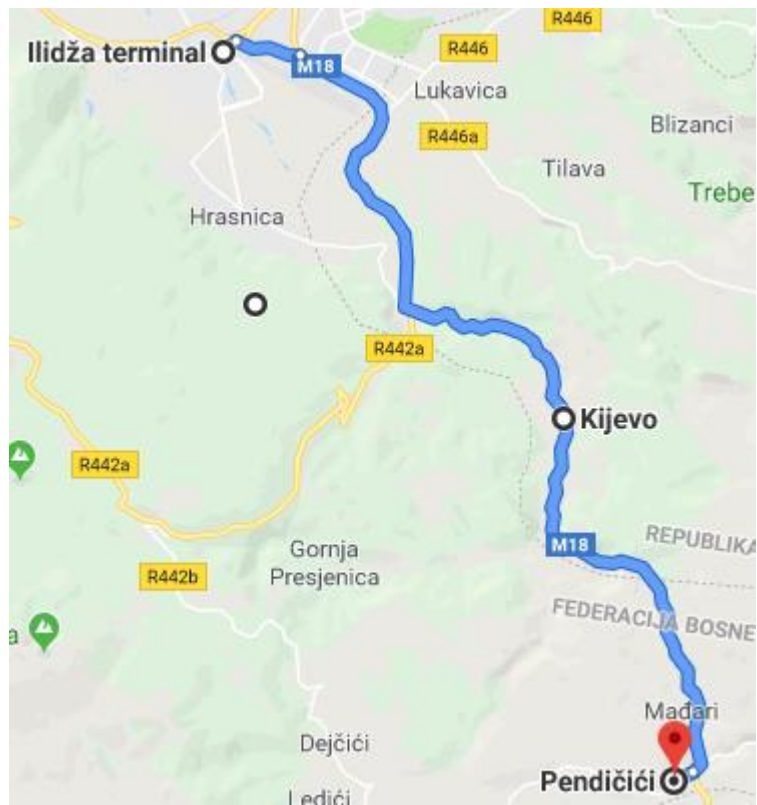 R446
Ilidža terminal
R446
M18
Lukavica
Blizanci
R446a
Tilava
Trebe
Hrasnica
R442a
Kijevo
R442a
M18
REPUBLIKA
Gornja
Presjenica
R442b
FEDERACIJA BOSNE
a
Mađari
Dejčići
Pendičići
Ledići